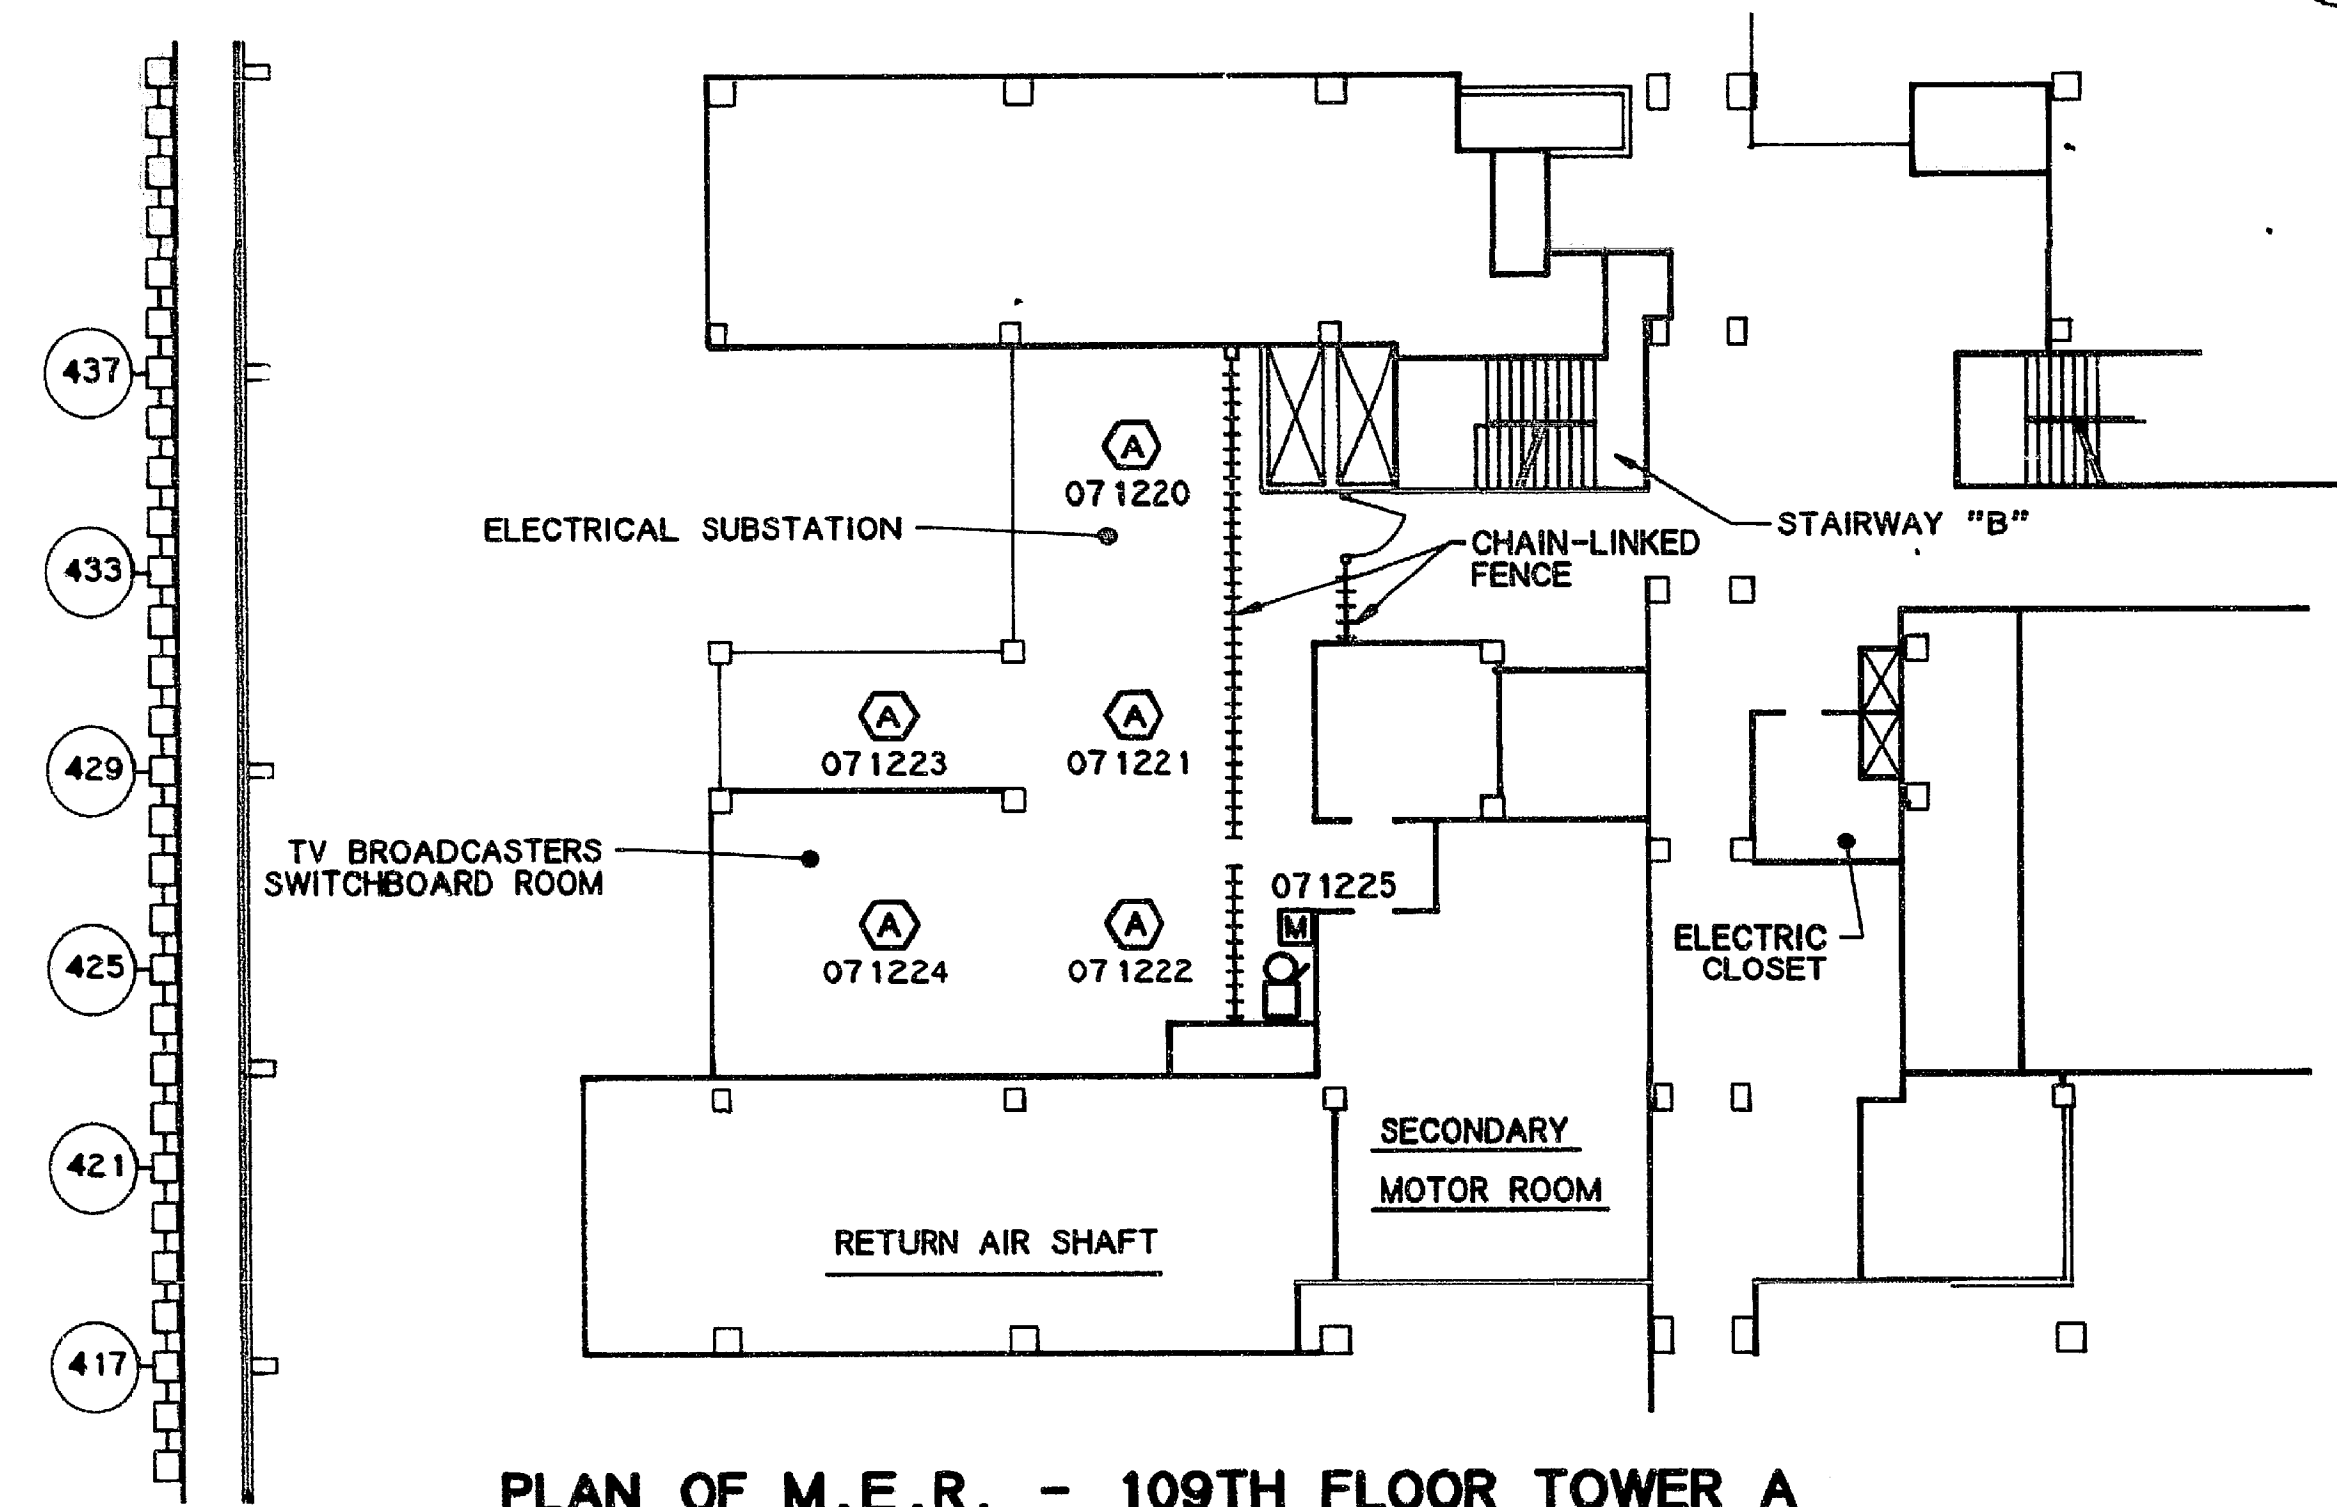 437
A
071220
ELECTRICAL SUBSTATION
STAIRWAY "B"
CHAIN-LINKED
FENCE
433
A
071223
A
071221
429
TV BROADCASTERS
SWITCHBOARD ROOM
071225
M
A
071224
A
071222
ELECTRIC
CLOSET
425
SECONDARY
MOTOR ROOM
421
RETURN AIR SHAFT
417
PLAN OF M.E.R. - 109TH FLOOR TOWER A